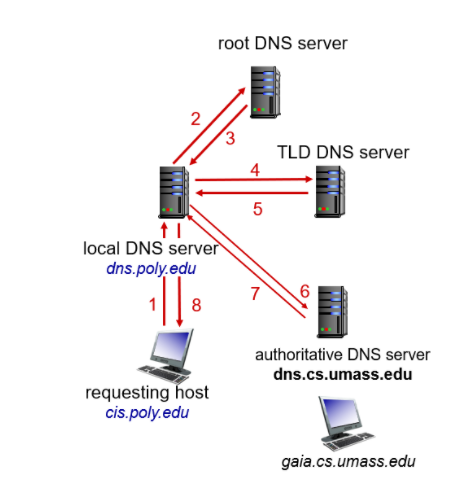 root DNS server
2
3
TLD DNS server
4
5
local DNS server
dns.poly.edu
6
7
1
8
authoritative DNS server
dns.cs.umass.edu
requesting host
cis.poly.edu
gaia.cs.umass.edu